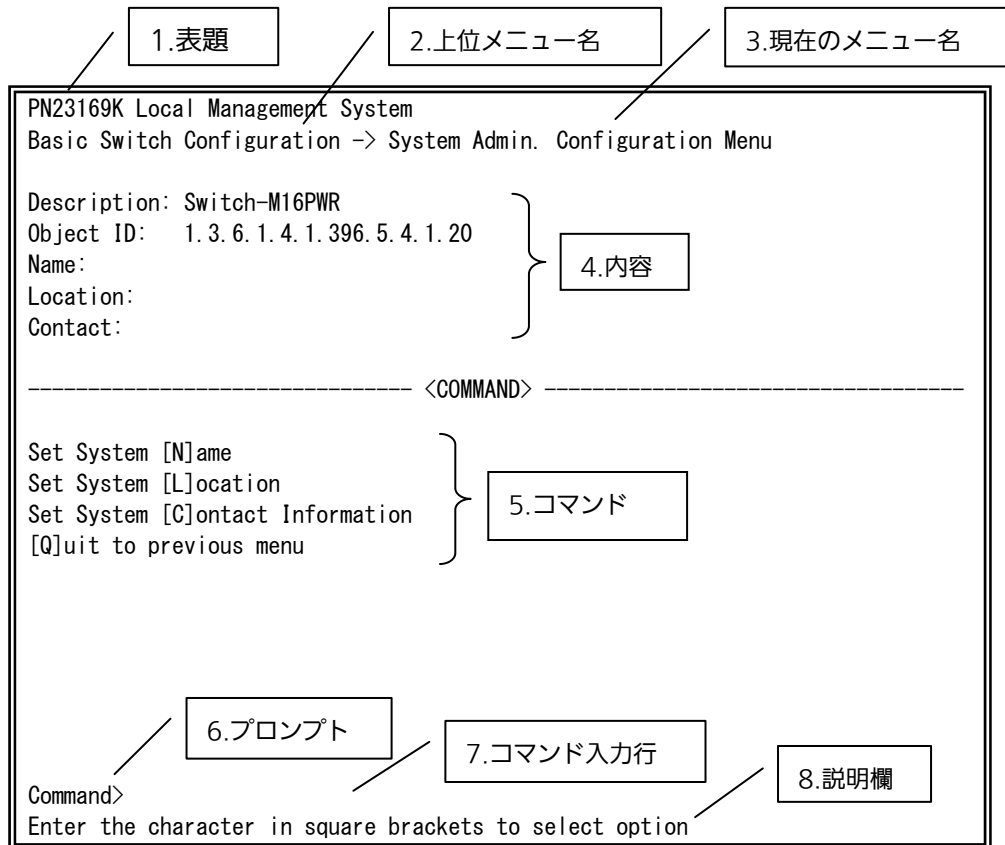 1.表題
2.上位メニュー名
3.現在のメニュー名
PN23169K Local Management System
Basic Switch Configuration -> System Admin. Configuration Menu
Description: Switch-M16PWR
Object ID:   1.3.6.1.4.1.396.5.4.1.20
Name:
Location:
Contact:
4.内容
-------------------------------- <COMMAND> -----------------------------------
Set System [N]ame
Set System [L]ocation
Set System [C]ontact Information
[Q]uit to previous menu
5.コマンド
6.プロンプト
7.コマンド入力行
8.説明欄
Command>
Enter the character in square brackets to select option